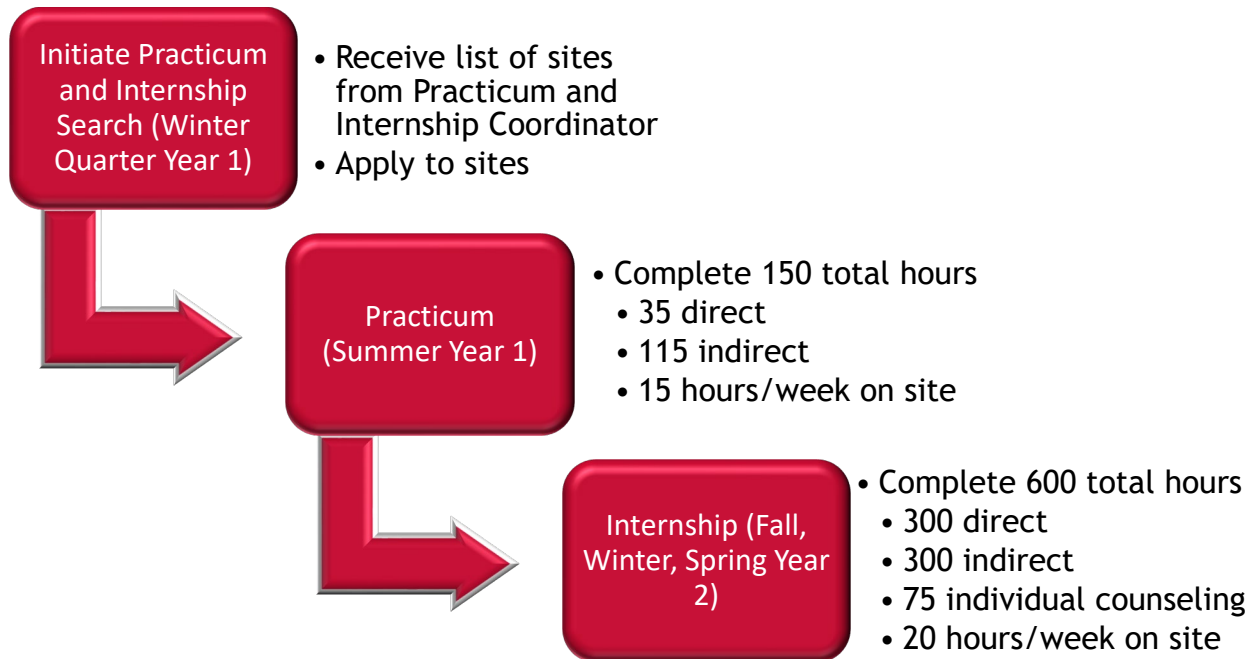 Initiate Practicum
and Internship
Search (Winter
Quarter Year 1)
• Receive list of sites
from Practicum and
Internship Coordinator
• Apply to sites
Practicum
(Summer Year 1)
• Complete 150 total hours
• 35 direct
• 115 indirect
• 15 hours/week on site
Internship (Fall,
Winter, Spring Year
2)
• Complete 600 total hours
• 300 direct
• 300 indirect
• 75 individual counseling
• 20 hours/week on site